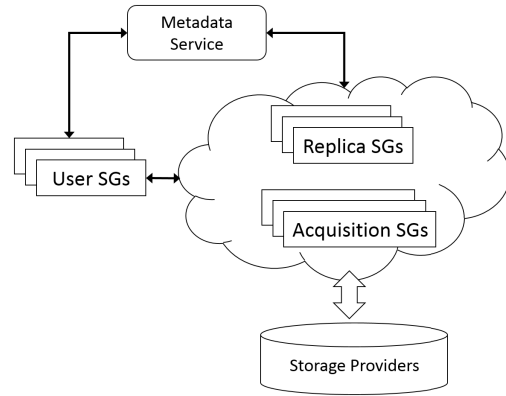 Metadata
Service
Replica SGs
User SGs
Acquisition SGs
Storage Providers